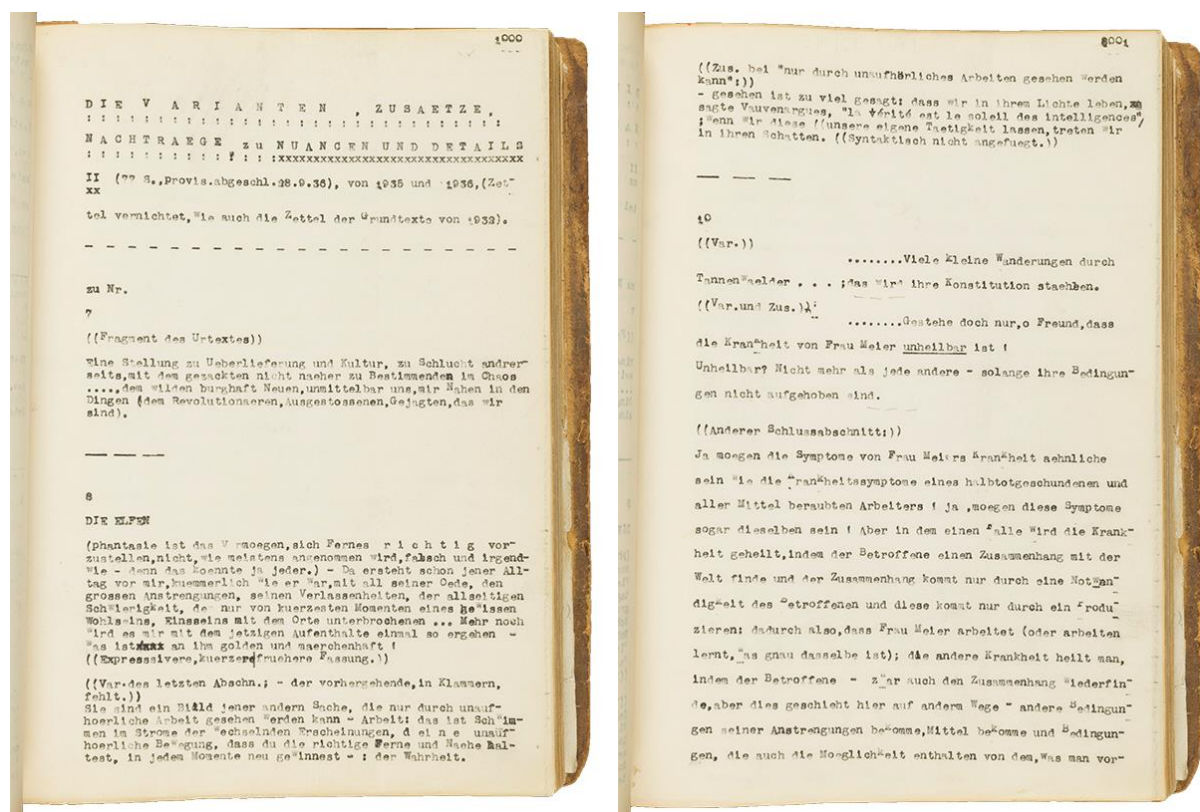 1000
DIE VARIANTEN, ZUSAETZE,
NACHTRAEGE zu NUANCEN UND DETAILS
II (77 S.,Provis.abgeschl.28.9.36), von 1935 und 1936,(Zet-
xx
tel vernichtet,wie auch die Zettel der Grundtexte von 1932).
- - - - - - - - - - - - - - - - - - -
zu Nr.
7
((Fragment des Urtextes))
Eine Stellung zu Ueberlieferung und Kultur, zu Schlucht andrer-
seits,mit dem gezackten nicht naeher zu Bestimmenden im Chaos
.....,dem wilden burghaft Neuen,unmittelbar uns,mir Nahen in den
Dingen (dem Revolutionaeren,Ausgestossenen,Gejagten,das wir
sind).
— — —
8
DIE ELFEN
(phantasie ist das Vermoegen,sich Fernes r i c h t i g vor-
zustellen,nicht,wie meistens angenommen wird,falsch und irgend-
wie - denn das koennte ja jeder.) - Da ersteht schon jener All-
tag vor mir,kuemmerlich wie er war,mit all seiner Oede, den
grossen Anstrengungen, seinen Verlassenheiten, der allseitigen
Schwierigkeit, der nur von kuerzesten Momenten eines gewissen
Wohlseins, Einsseins mit dem Orte unterbrochenen ... Mehr noch
wird es mir mit dem jetzigen Aufenthalte einmal so ergehen -
was ist xxxx an ihm golden und maerchenhaft !
((Expresssivere,kuerzere fruehere Fassung.))
((Var.des letzten Abschn.; - der vorhergehende,in Klammern,
fehlt.))
Sie sind ein Bild jener andern Sache, die nur durch unauf-
hoerliche Arbeit gesehen werden kann - Arbeit: das ist Schwim-
men im Strome der wechselnden Erscheinungen, d ei n e unauf-
hoerliche Bewegung, dass du die richtige Ferne und Naehe hal-
test, in jedem Momente neu gewinnest - : der Wahrheit.
8001
((Zus. bei "nur durch unaufhörliches Arbeiten gesehen werden
kann":))
- gesehen ist zu viel gesagt: dass wir in ihrem Lichte leben,
sagte Vauvenargues, "la vérité est le soleil des intelligences",
;wenn wir diese ((unsere eigene Taetigkeit lassen,treten wir
in ihren Schatten. ((Syntaktisch nicht angefuegt.))
— — —
10
((Var.))
........Viele kleine Wanderungen durch
Tannenwaelder . . . ;das wird ihre Konstitution staehlen.
((Var.und Zus.)):
........Gestehe doch nur,o Freund,dass
die Krankheit von Frau Meier unheilbar ist !
Unheilbar? Nicht mehr als jede andere - solange ihre Bedingun-
gen nicht aufgehoben sind.
((Anderer Schlussabschnitt:))
Ja moegen die Symptome von Frau Meiers Krankheit aehnliche
sein wie die Krankheitssymptome eines halbtotgeschundenen und
aller Mittel beraubten Arbeiters ! ja ,moegen diese Symptome
sogar dieselben sein ! Aber in dem einen Falle wird die Krank-
heit geheilt,indem der Betroffene einen Zusammenhang mit der
Welt finde und der Zusammenhang kommt nur durch eine Notwen-
digkeit des Betroffenen und diese kommt nur durch ein Produ-
zieren: dadurch also,dass Frau Meier arbeitet (oder arbeiten
lernt,was gnau dasselbe ist); die andere Krankheit heilt man,
indem der Betroffene - zwar auch den Zusammenhang wiederfin-
de,aber dies geschieht hier auf anderm Wege - andere Bedingun-
gen seiner Anstrengungen bekomme,Mittel bekomme und Bedingun-
gen, die auch die Moeglichkeit enthalten von dem,was man vor-